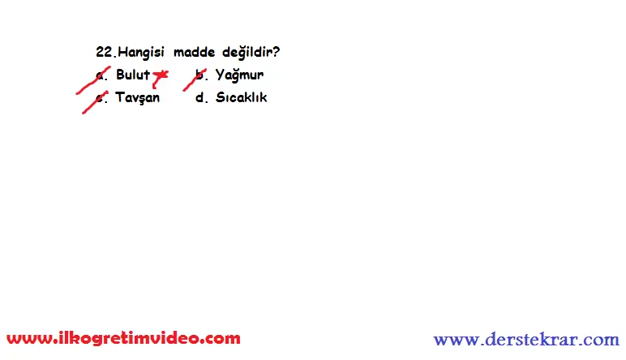 22.Hangisi madde değildir?
a. Bulut b. Yağmur
c. Tavşan d. Sıcaklık
www.ilkogretimvideo.com www.derstekrar.com